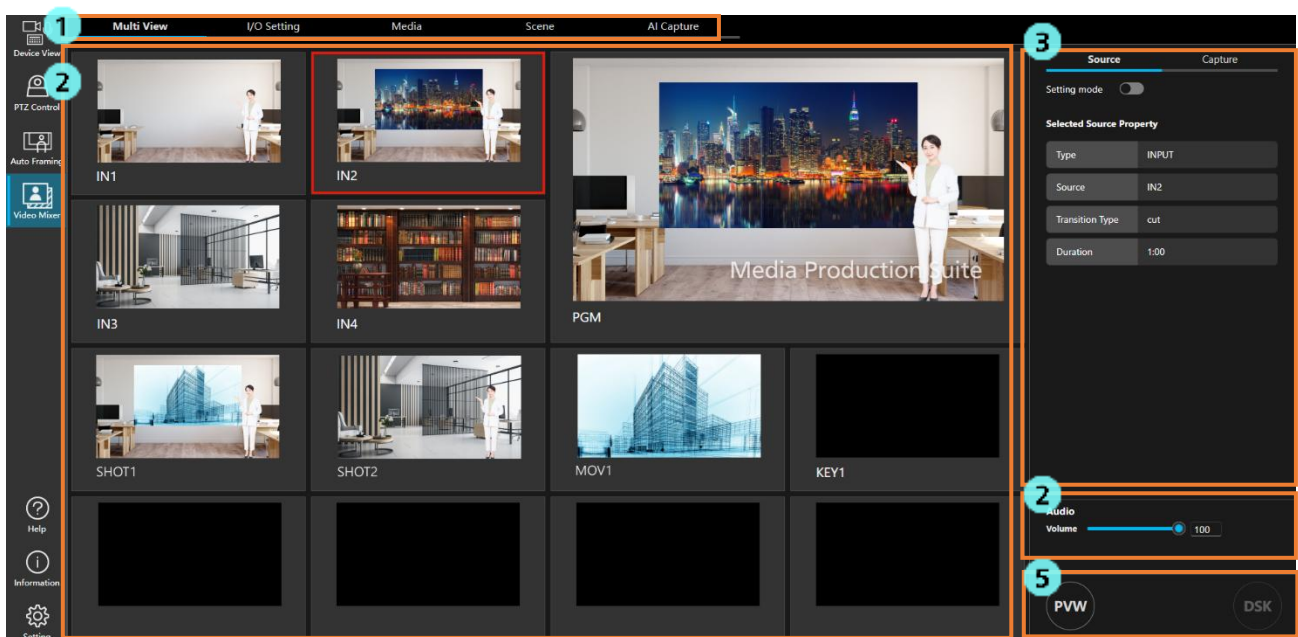 1
Multi View
I/O Setting
Media
Scene
AI Capture
Device View
PTZ Control
Auto Framing
Video Mixer
Help
Information
Setting
2
IN1
IN2
Media Production Suite
PGM
IN3
IN4
SHOT1
SHOT2
MOV1
KEY1
3
Source
Capture
Setting mode
Selected Source Property
Type
INPUT
Source
IN2
Transition Type
cut
Duration
1:00
2
Audio
Volume
100
5
PVW
DSK